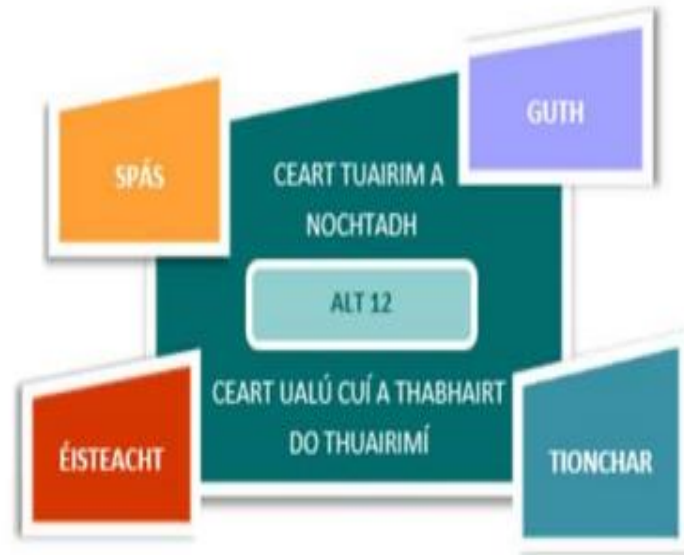 SPÁS
GUTH
CEART TUAIRIM A
NOCHTADH
ALT 12
CEART UALÚ CUÍ A THABHAIRT
DO THUAIRIMÍ
ÉISTEACHT
TIONCHAR